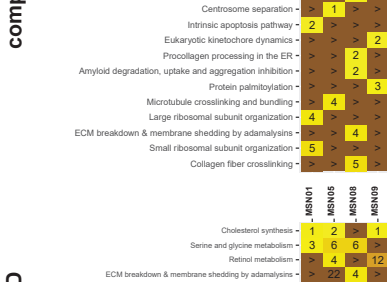 comp
Centrosome separation > 1 > >
Intrinsic apoptosis pathway 2 > > >
Eukaryotic kinetochore dynamics > > > 2
Procollagen processing in the ER > > 2 >
Amyloid degradation, uptake and aggregation inhibition > > 2 >
Protein palmitoylation > > > 3
Microtubule crosslinking and bundling > 4 > >
Large ribosomal subunit organization 4 > > >
ECM breakdown & membrane shedding by adamalysins > > 4 >
Small ribosomal subunit organization 5 > > >
Collagen fiber crosslinking > > 5 >
MSN01 MSN05 MSN08 MSN09
Cholesterol synthesis 1 2 > 1
Serine and glycine metabolism 3 6 6 >
Retinol metabolism > 4 > 12
ECM breakdown & membrane shedding by adamalysins > 22 4 >